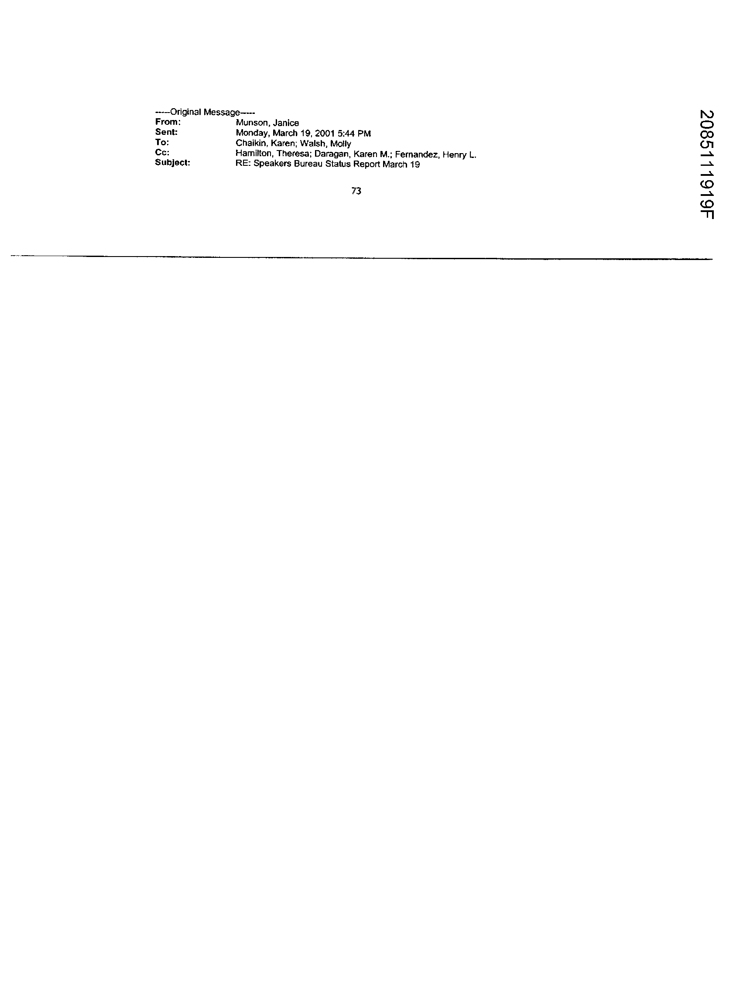 -----Original Message-----
From: Munson, Janice
Sent: Monday, March 19, 2001 5:44 PM
To: Chaikin, Karen; Walsh, Molly
Cc: Hamilton, Theresa; Daragan, Karen M.; Fernandez, Henry L.
Subject: RE: Speakers Bureau Status Report March 19
73
2085111919F